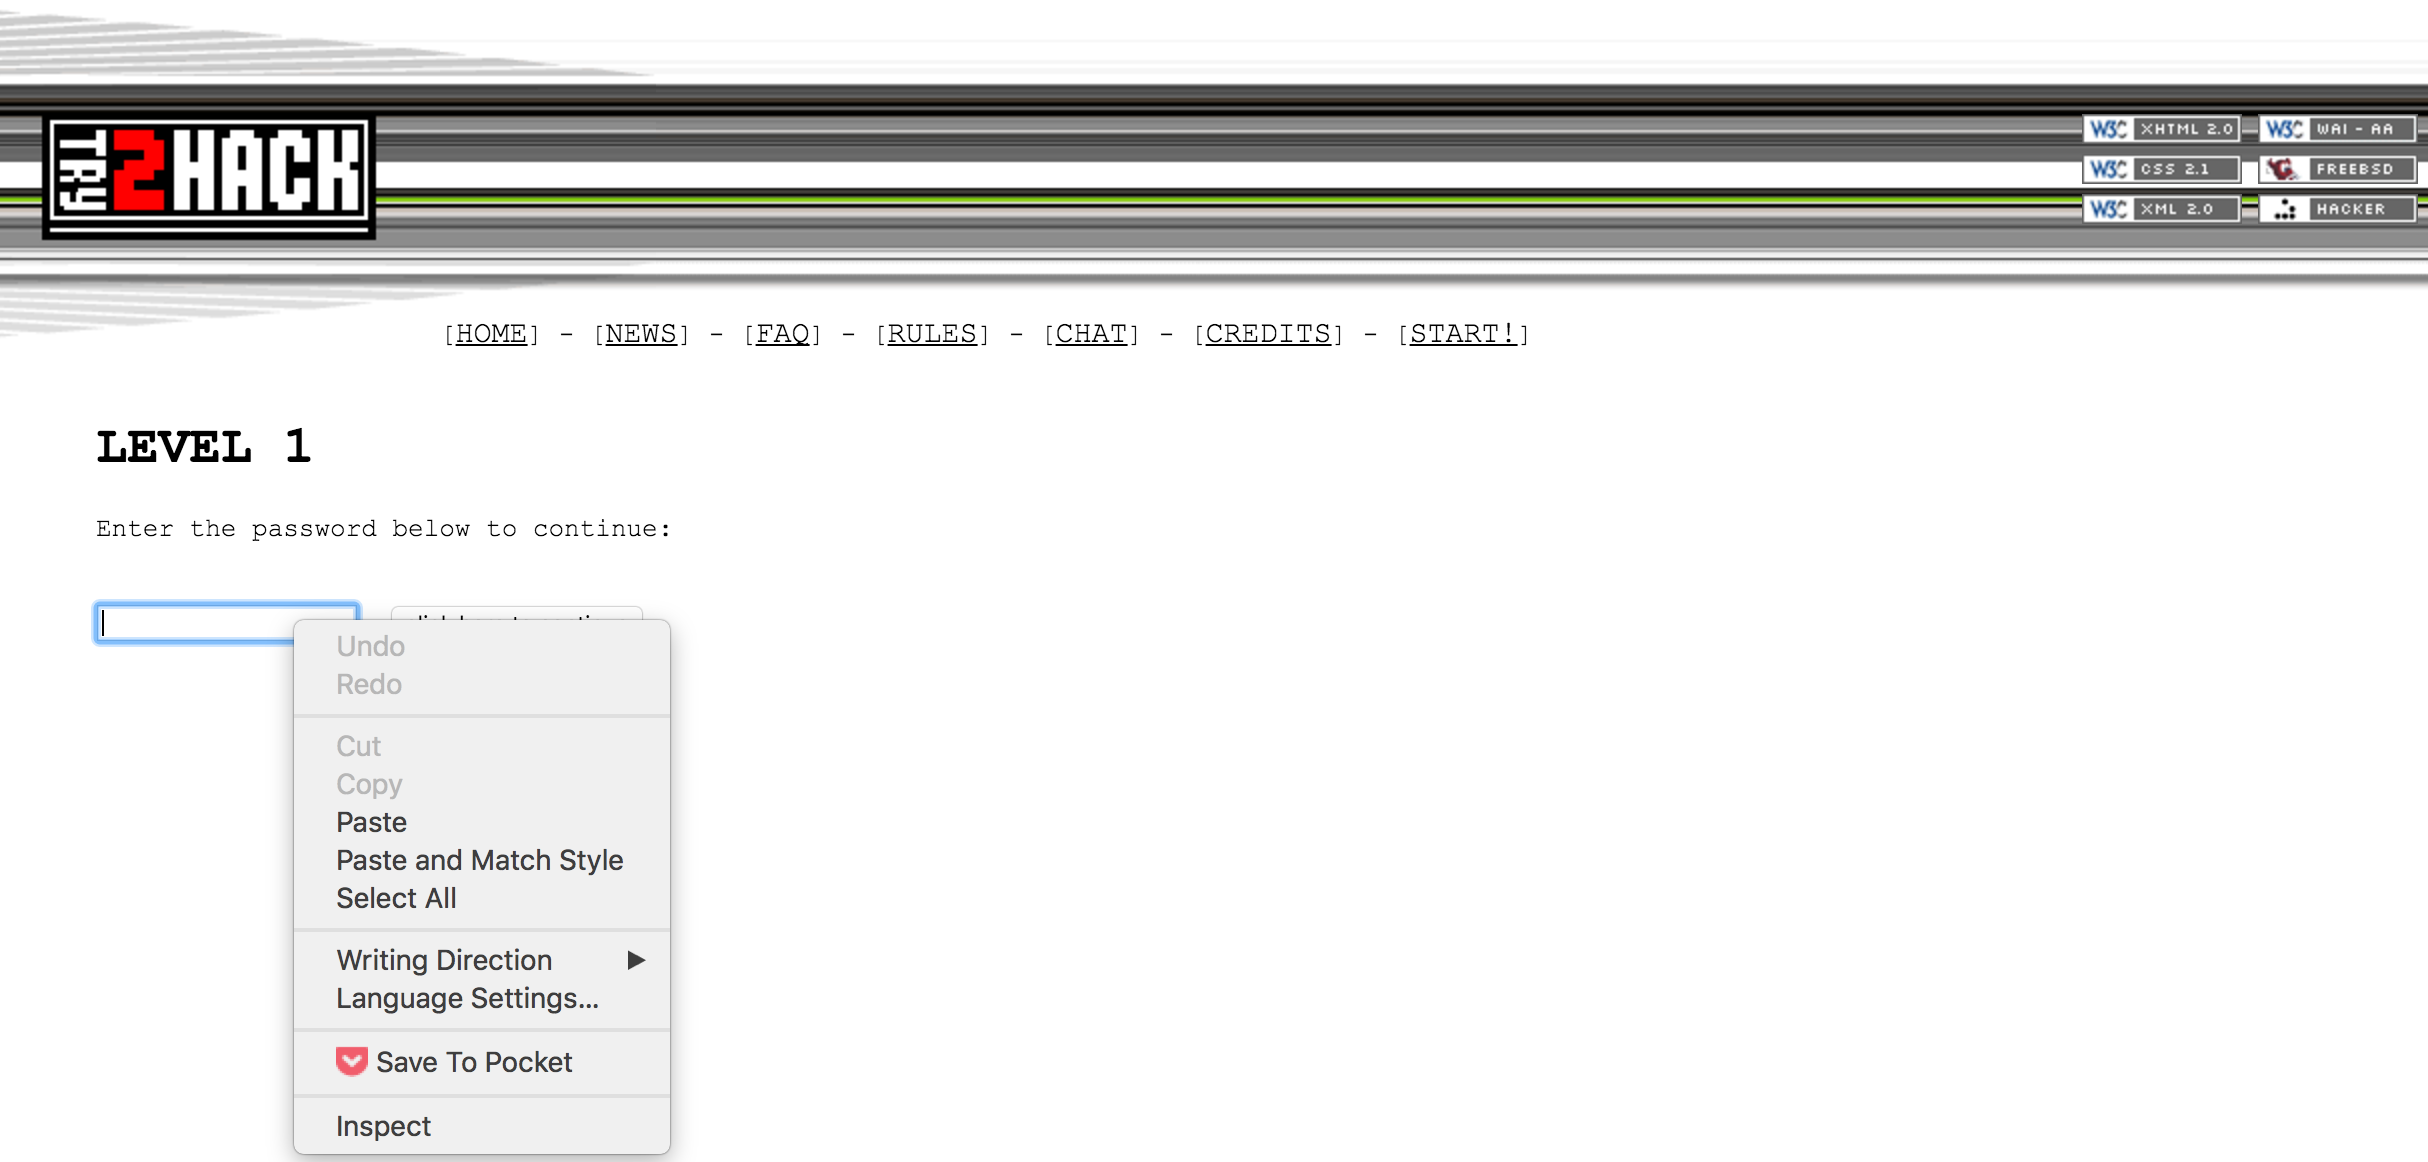 TRY 2HACK
W3C XHTML 2.0 W3C WAI - AA
W3C CSS 2.1 FREEBSD
W3C XML 2.0 HACKER
[HOME] - [NEWS] - [FAQ] - [RULES] - [CHAT] - [CREDITS] - [START!]
LEVEL 1
Enter the password below to continue:
Undo
Redo
Cut
Copy
Paste
Paste and Match Style
Select All
Writing Direction
Language Settings...
Save To Pocket
Inspect